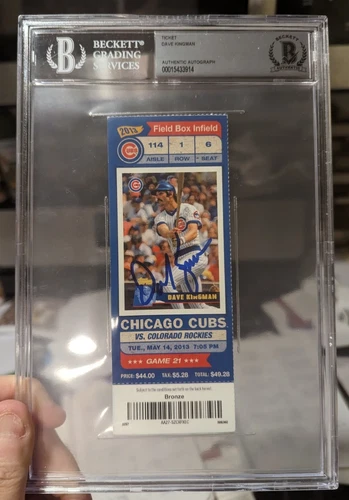 BECKETT®
GRADING
SERVICES
TICKET
DAVE KINGMAN
AUTHENTIC AUTOGRAPH
00015433914
BECKETT
2013
Field Box Infield
114 1 6
AISLE ROW SEAT
DAVE KINGMAN
CHICAGO CUBS
VS. COLORADO ROCKIES
TUE., MAY 14, 2013 7:05 PM
GAME 21
PRICE: $44.00 TAX: $5.28 TOTAL: $49.28
Bronze